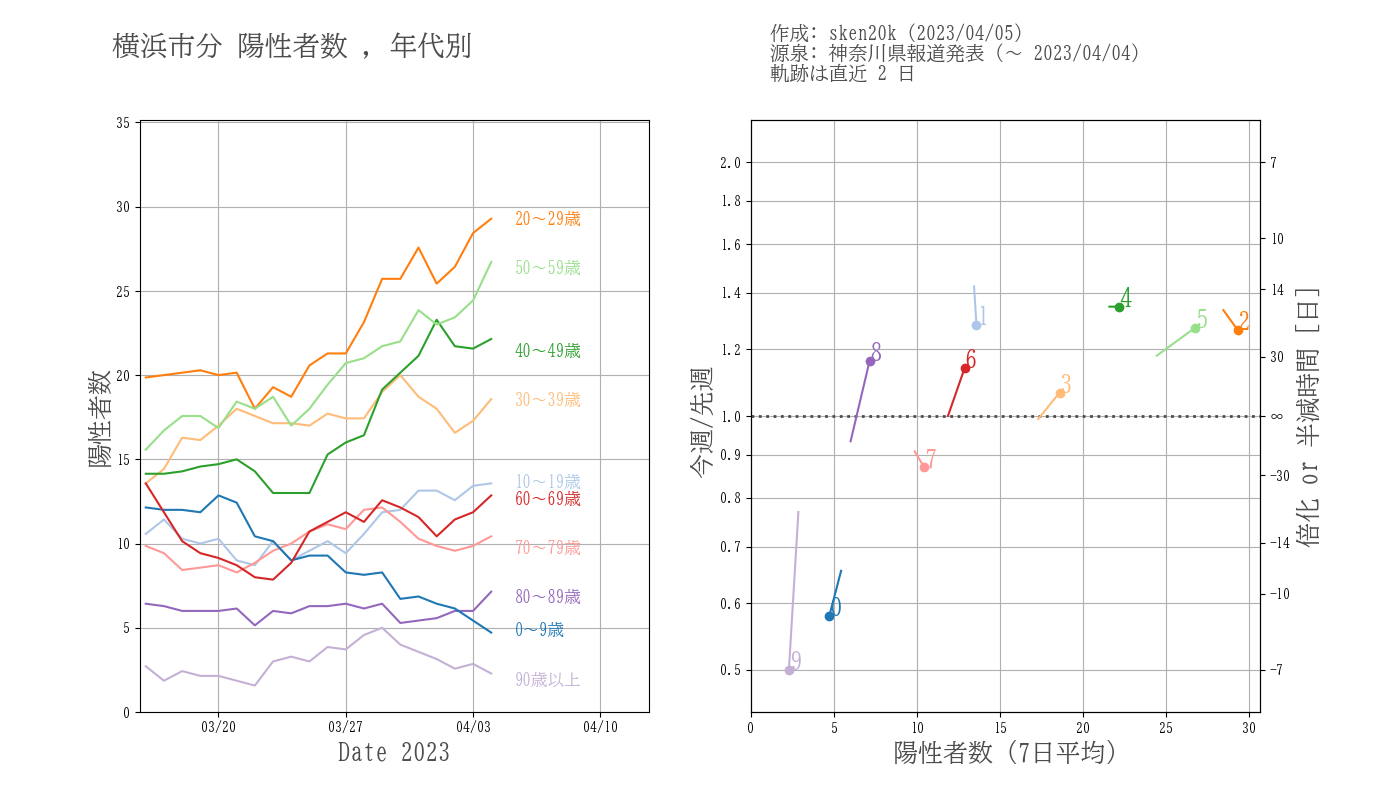 横浜市分 陽性者数 , 年代別
作成: sken20k (2023/04/05)
源泉: 神奈川県報道発表 (～ 2023/04/04)
軌跡は直近 2 日
陽性者数
35
30
25
20
15
10
5
0
20～29歳
50～59歳
40～49歳
30～39歳
10～19歳
60～69歳
70～79歳
80～89歳
0～9歳
90歳以上
03/20 03/27 04/03 04/10
Date 2023
今週/先週
2.0
1.8
1.6
1.4
1.2
1.0
0.9
0.8
0.7
0.6
0.5
4
1
5
2
8
6
3
7
0
9
7
10
14
30
∞
−30
−14
−10
−7
倍化 or 半減時間 [日]
0 5 10 15 20 25 30
陽性者数 (7日平均)